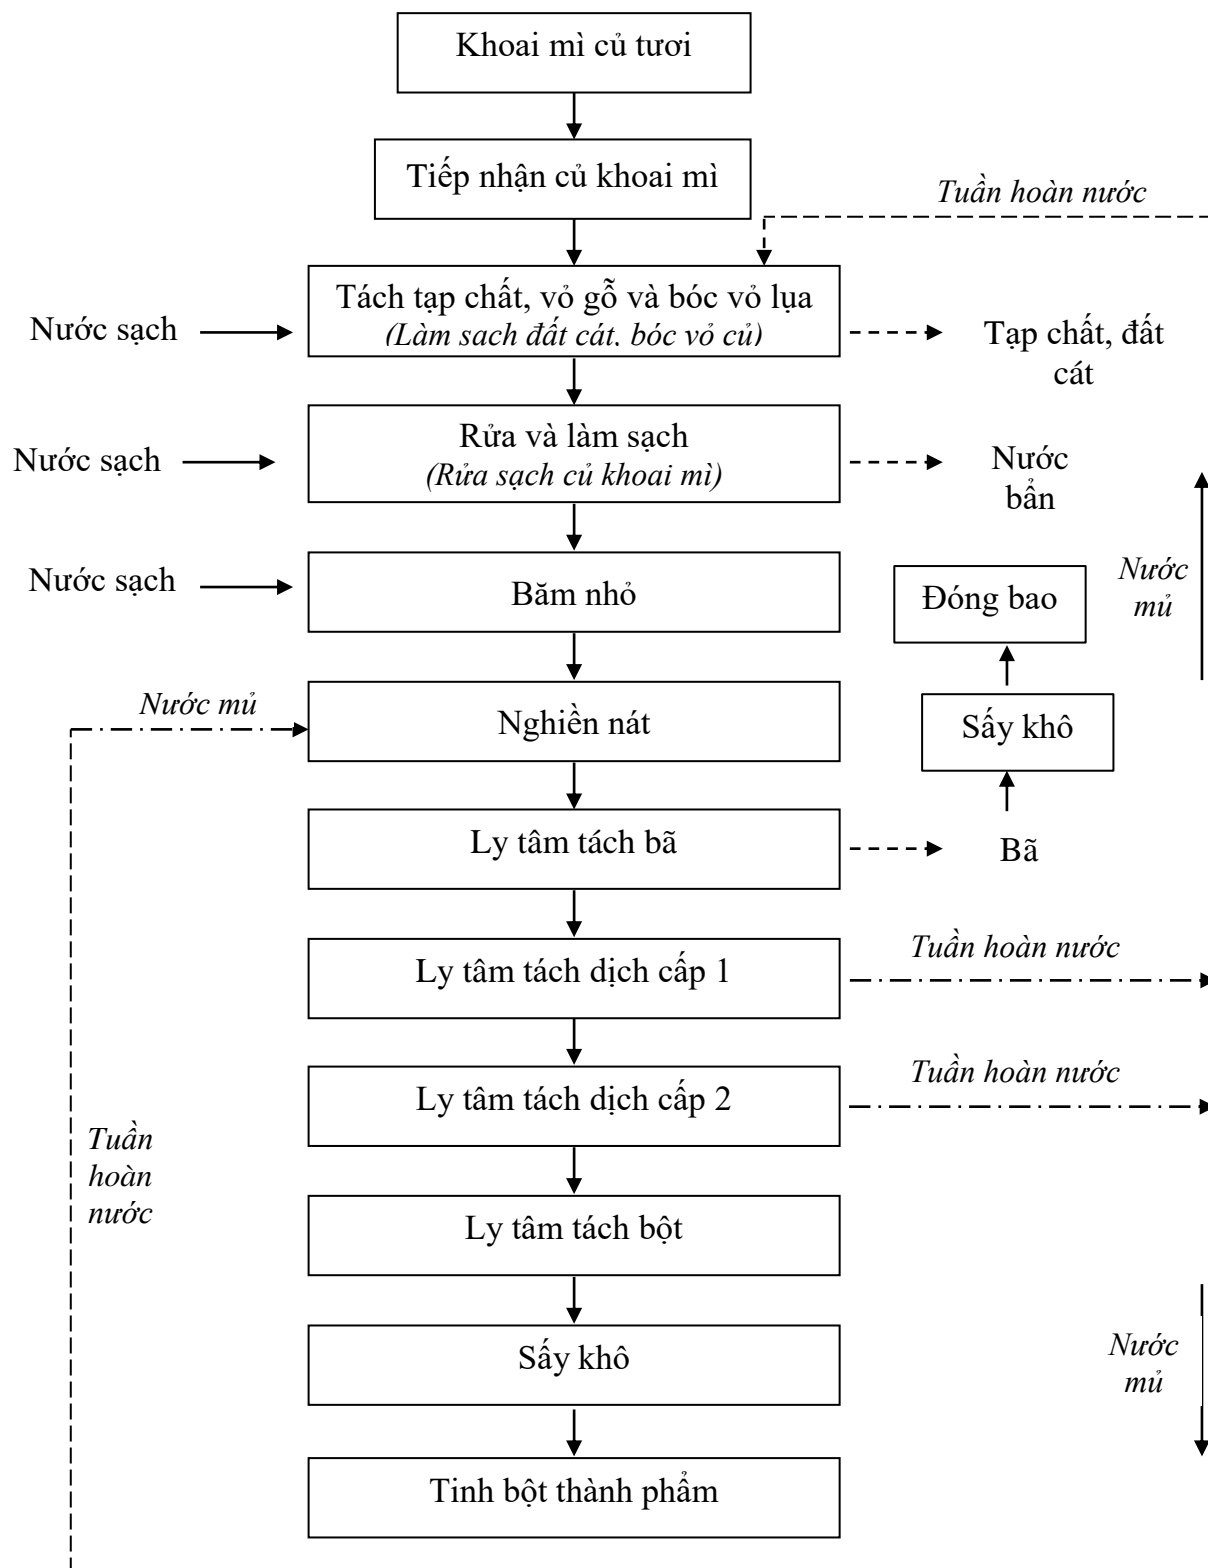 Khoai mì củ tươi
Tiếp nhận củ khoai mì
Tuần hoàn nước
Tách tạp chất, vỏ gỗ và bóc vỏ lụa
(Làm sạch đất cát, bóc vỏ củ)
Nước sạch
Tạp chất, đất
cát
Rửa và làm sạch
(Rửa sạch củ khoai mì)
Nước sạch
Nước
bẩn
Nước sạch
Băm nhỏ
Đóng bao
Nước
mủ
Nước mủ
Nghiền nát
Sấy khô
Ly tâm tách bã
Bã
Ly tâm tách dịch cấp 1
Tuần hoàn nước
Ly tâm tách dịch cấp 2
Tuần hoàn nước
Tuần
hoàn
nước
Ly tâm tách bột
Sấy khô
Nước
mủ
Tinh bột thành phẩm